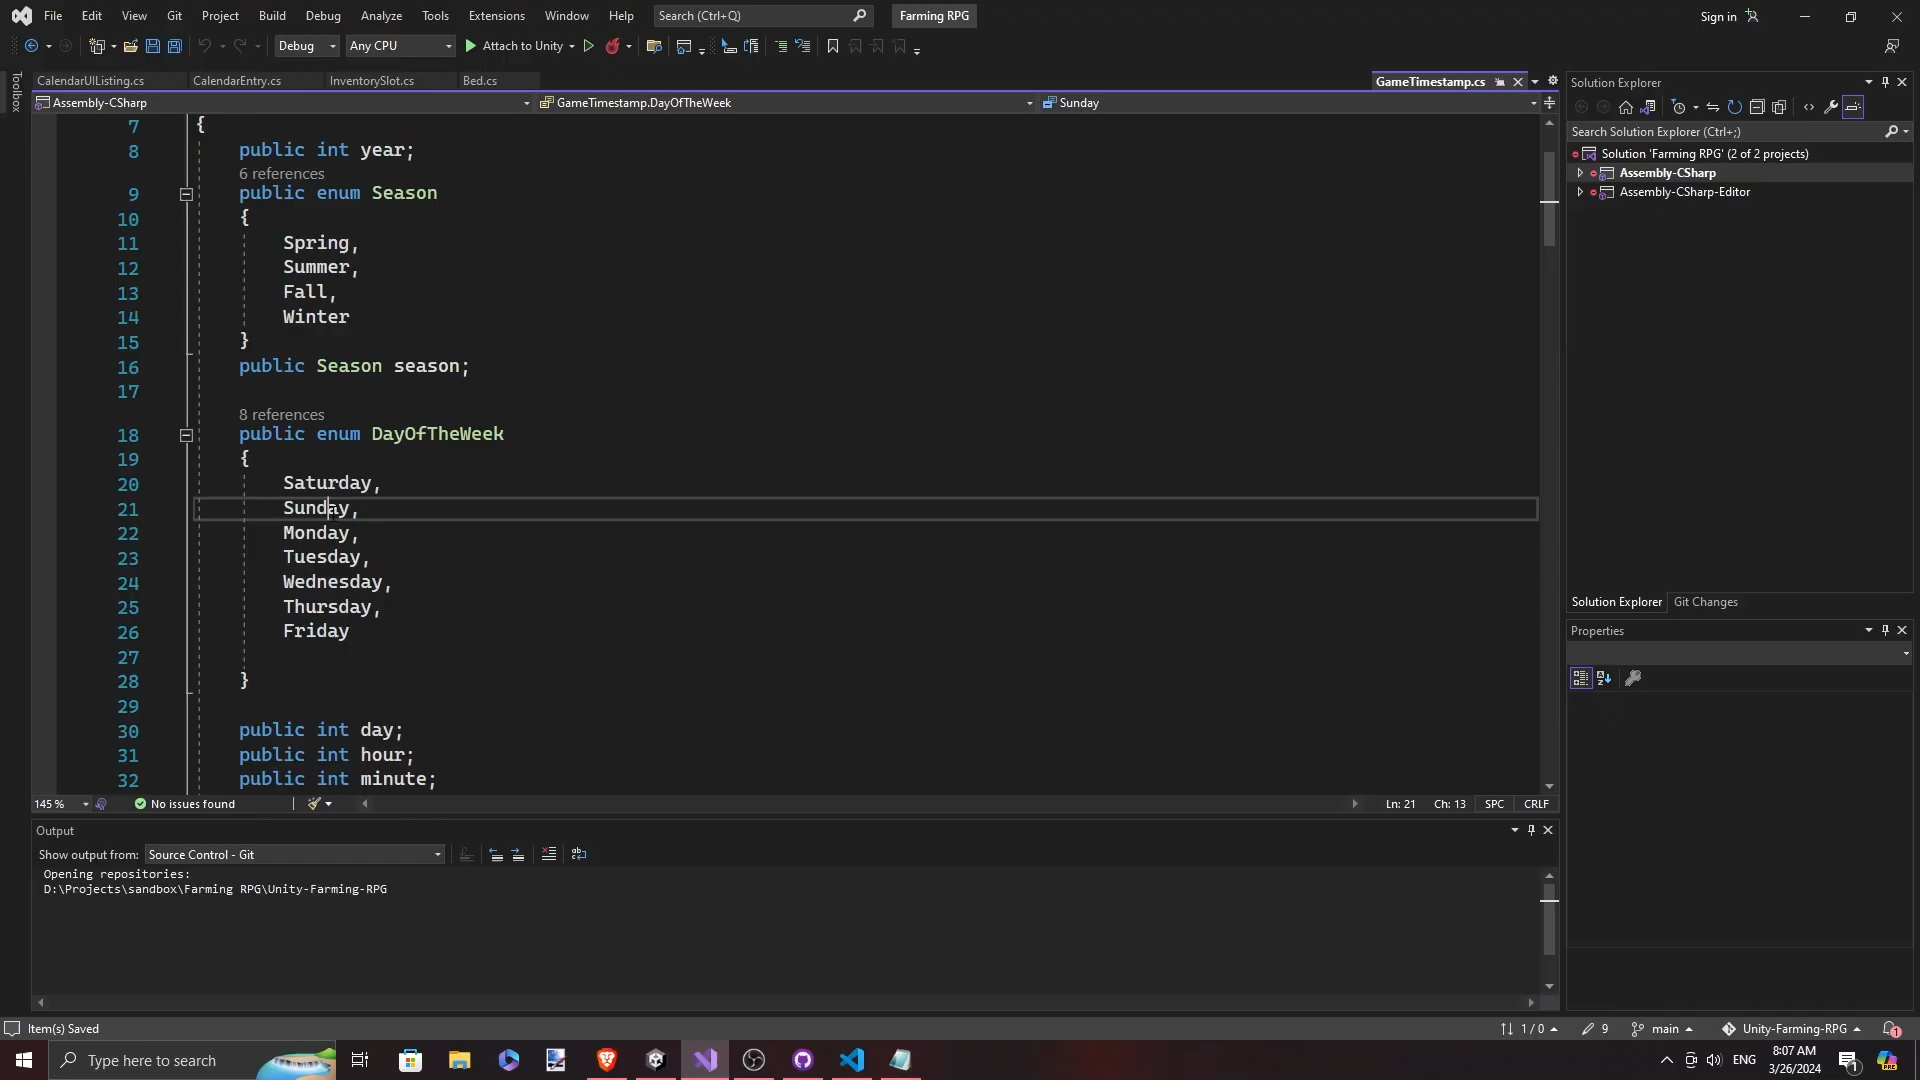 File Edit View Git Project Build Debug Analyze Tools Extensions Window Help Search (Ctrl+Q) Farming RPG Sign in
Debug Any CPU Attach to Unity
Toolbox
CalendarUIListing.cs CalendarEntry.cs InventorySlot.cs Bed.cs GameTimestamp.cs
Assembly-CSharp GameTimestamp.DayOfTheWeek Sunday
7 {
8 public int year;
6 references
9 public enum Season
10 {
11 Spring,
12 Summer,
13 Fall,
14 Winter
15 }
16 public Season season;
17
8 references
18 public enum DayOfTheWeek
19 {
20 Saturday,
21 Sunday,
22 Monday,
23 Tuesday,
24 Wednesday,
25 Thursday,
26 Friday
27
28 }
29
30 public int day;
31 public int hour;
32 public int minute;
145 % No issues found Ln: 21 Ch: 13 SPC CRLF
Output
Show output from: Source Control - Git
Opening repositories:
D:\Projects\sandbox\Farming RPG\Unity-Farming-RPG
Solution Explorer
Search Solution Explorer (Ctrl+;)
Solution 'Farming RPG' (2 of 2 projects)
Assembly-CSharp
Assembly-CSharp-Editor
Solution Explorer Git Changes
Properties
Item(s) Saved 1 / 0 9 main Unity-Farming-RPG 1
Type here to search ENG 8:07 AM
3/26/2024 1 PRE